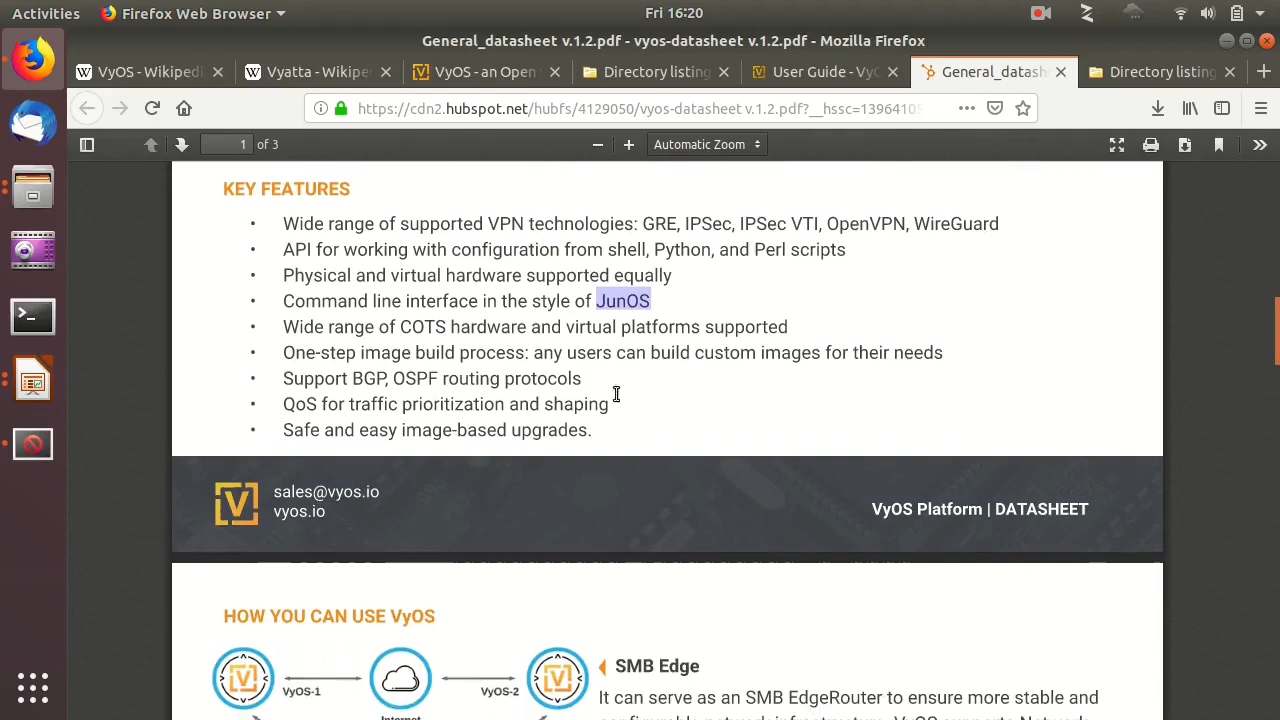 Activities Firefox Web Browser Fri 16:20
General_datasheet v.1.2.pdf - vyos-datasheet v.1.2.pdf - Mozilla Firefox
VyOS - Wikiped Vyatta - Wikipe VyOS - an Open Directory listing User Guide - VyC General_datash Directory listing
https://cdn2.hubspot.net/hubfs/4129050/vyos-datasheet v.1.2.pdf?__hssc=1396410
1 of 3 Automatic Zoom
KEY FEATURES
• Wide range of supported VPN technologies: GRE, IPSec, IPSec VTI, OpenVPN, WireGuard
• API for working with configuration from shell, Python, and Perl scripts
• Physical and virtual hardware supported equally
• Command line interface in the style of JunOS
• Wide range of COTS hardware and virtual platforms supported
• One-step image build process: any users can build custom images for their needs
• Support BGP, OSPF routing protocols
• QoS for traffic prioritization and shaping
• Safe and easy image-based upgrades.
sales@vyos.io
vyos.io
VyOS Platform | DATASHEET
HOW YOU CAN USE VyOS
VyOS-1 VyOS-2
Internet
SMB Edge
It can serve as an SMB EdgeRouter to ensure more stable and